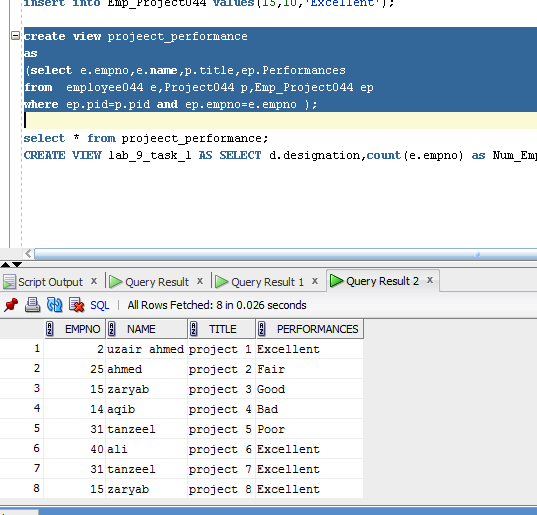 insert into Emp_Project044 values(15,10,'Excellent');
create view projeect_performance
as
(select e.empno,e.name,p.title,ep.Performances
from  employee044 e,Project044 p,Emp_Project044 ep
where ep.pid=p.pid and ep.empno=e.empno );
select * from projeect_performance;
CREATE VIEW lab_9_task_1 AS SELECT d.designation,count(e.empno) as Num_Emp
Script Output x Query Result x Query Result 1 x Query Result 2 x
SQL | All Rows Fetched: 8 in 0.026 seconds
EMPNO NAME TITLE PERFORMANCES
1 2 uzair ahmed project 1 Excellent
2 25 ahmed project 2 Fair
3 15 zaryab project 3 Good
4 14 aqib project 4 Bad
5 31 tanzeel project 5 Poor
6 40 ali project 6 Excellent
7 31 tanzeel project 7 Excellent
8 15 zaryab project 8 Excellent